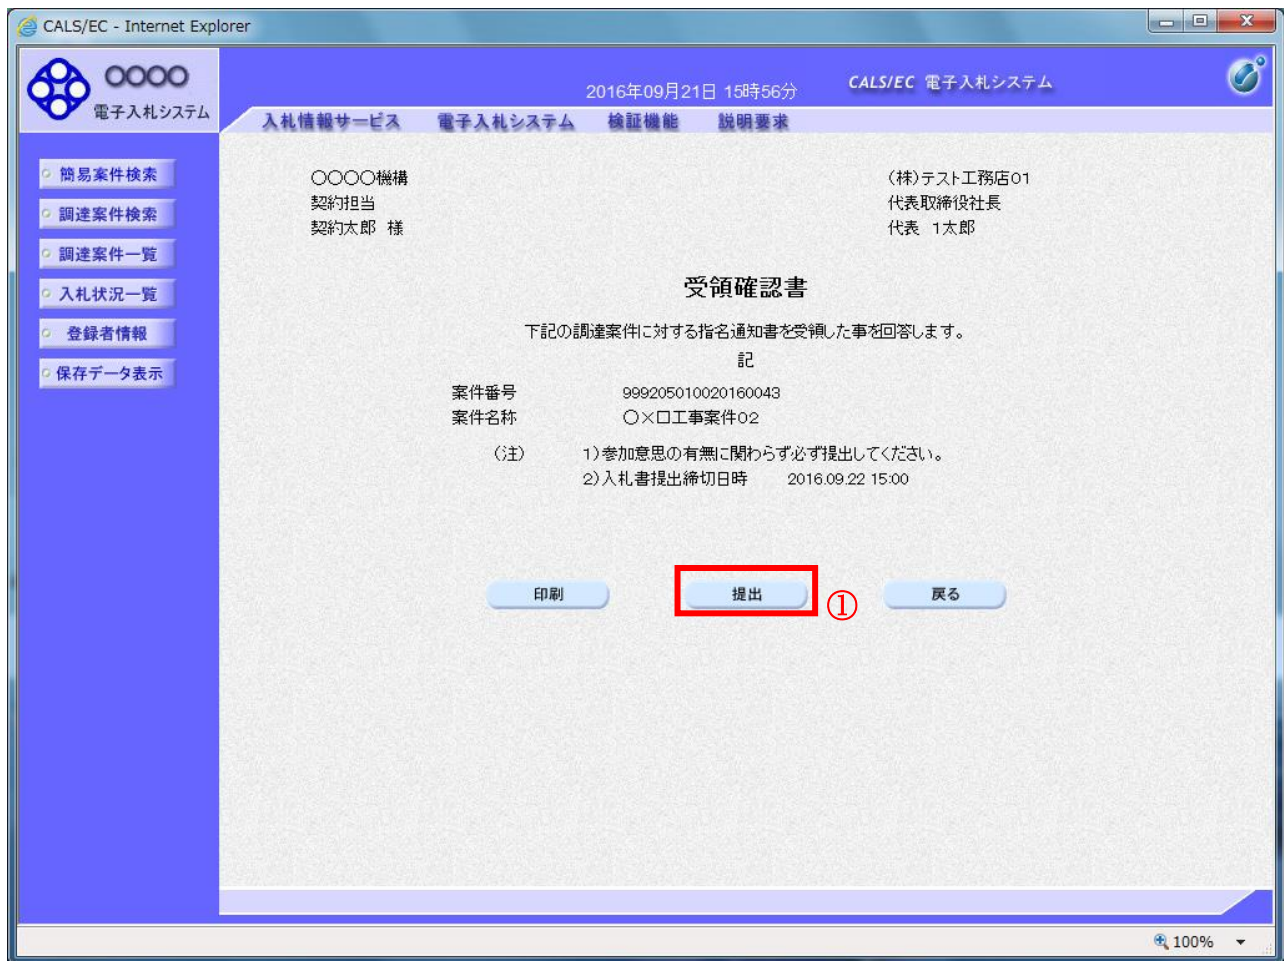 CALS/EC - Internet Explorer
○○○○
電子入札システム
2016年09月21日 15時56分
CALS/EC 電子入札システム
入札情報サービス 電子入札システム 検証機能 説明要求
簡易案件検索
調達案件検索
調達案件一覧
入札状況一覧
登録者情報
保存データ表示
○○○○機構
契約担当
契約太郎 様
(株)テスト工務店01
代表取締役社長
代表 1太郎
受領確認書
下記の調達案件に対する指名通知書を受領した事を回答します。
記
案件番号 999205010020160043
案件名称 ○×□工事案件02
(注) 1)参加意思の有無に関わらず必ず提出してください。
2)入札書提出締切日時 2016.09.22 15:00
印刷 提出 ① 戻る
100%